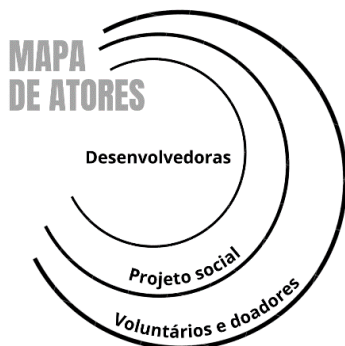 MAPA
DE ATORES
Desenvolvedoras
Projeto social
Voluntários e doadores